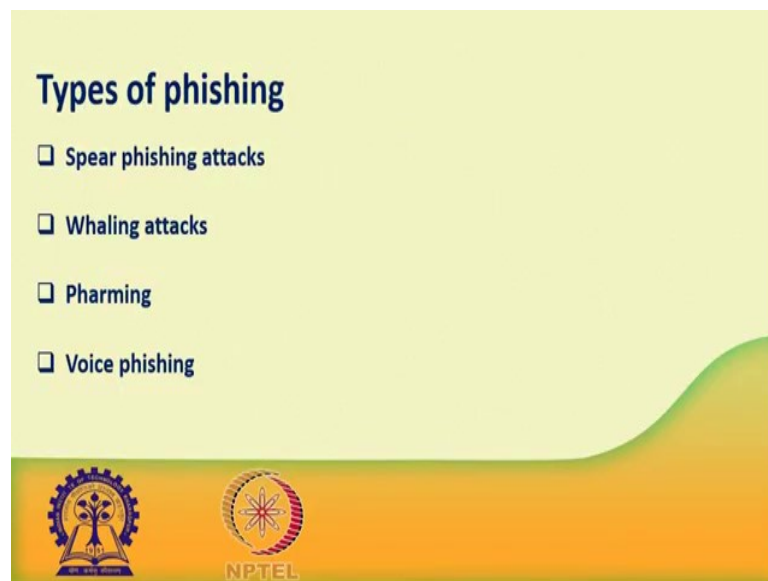 Types of phishing
Spear phishing attacks
Whaling attacks
Pharming
Voice phishing
NPTEL